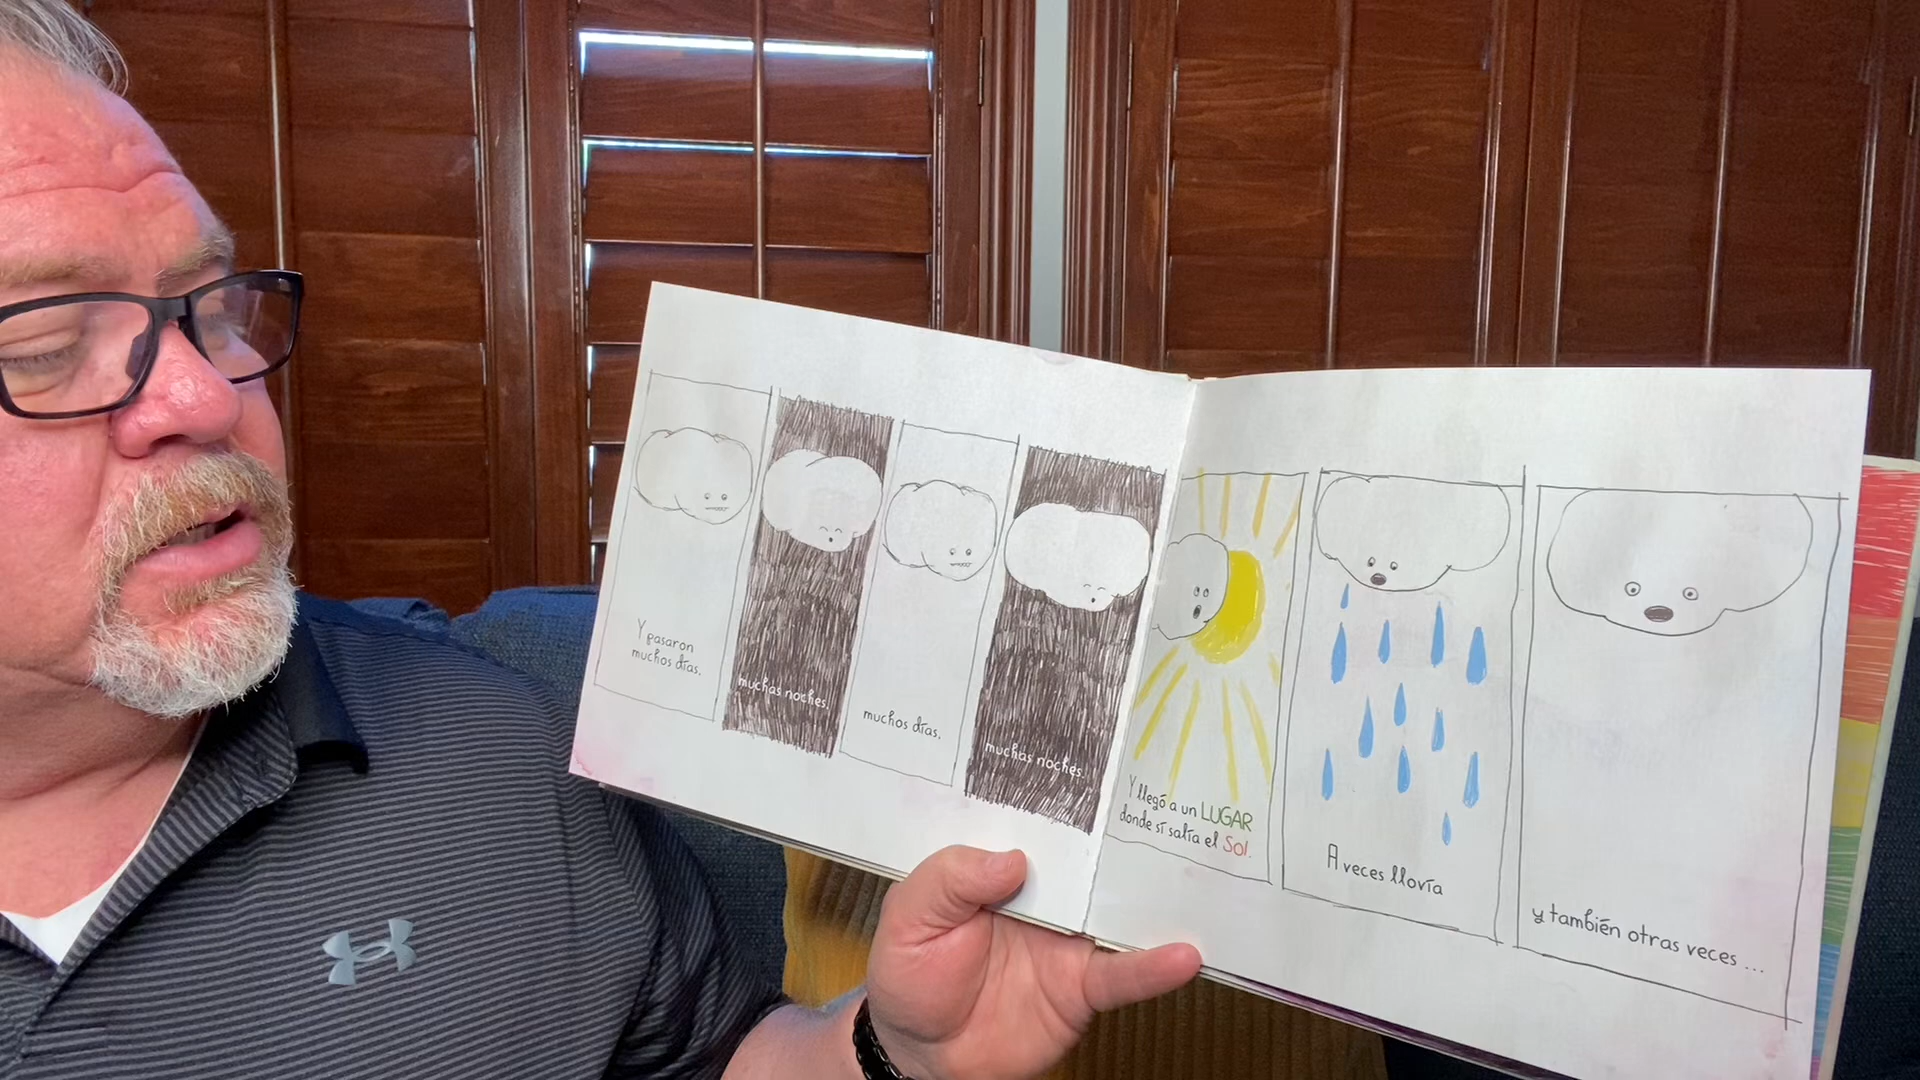 Y pasaron
muchos días,
muchas noches,
muchos días,
muchas noches.
Y llegó a un LUGAR
donde sí salía el Sol.
A veces llovía
y también otras veces ...